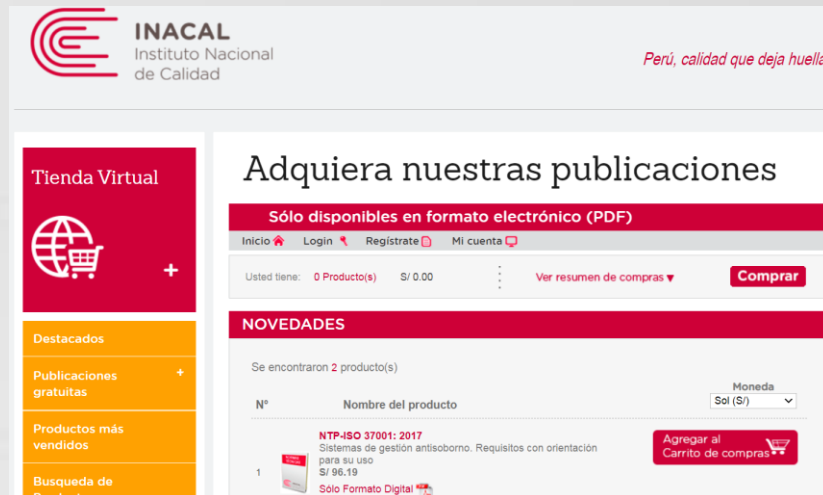 INACAL
Instituto Nacional
de Calidad
Perú, calidad que deja huella
Tienda Virtual
+
Adquiera nuestras publicaciones
Sólo disponibles en formato electrónico (PDF)
Inicio Login Regístrate Mi cuenta
Usted tiene: 0 Producto(s) S/ 0.00 Ver resumen de compras ▼ Comprar
NOVEDADES
Destacados
Publicaciones +
gratuitas
Productos más
vendidos
Busqueda de
Se encontraron 2 producto(s)
Moneda
Sol (S/)
Nº Nombre del producto
NTP-ISO 37001: 2017
Sistemas de gestión antisoborno. Requisitos con orientación
para su uso
1 S/ 96.19
Sólo Formato Digital
Agregar al
Carrito de compras